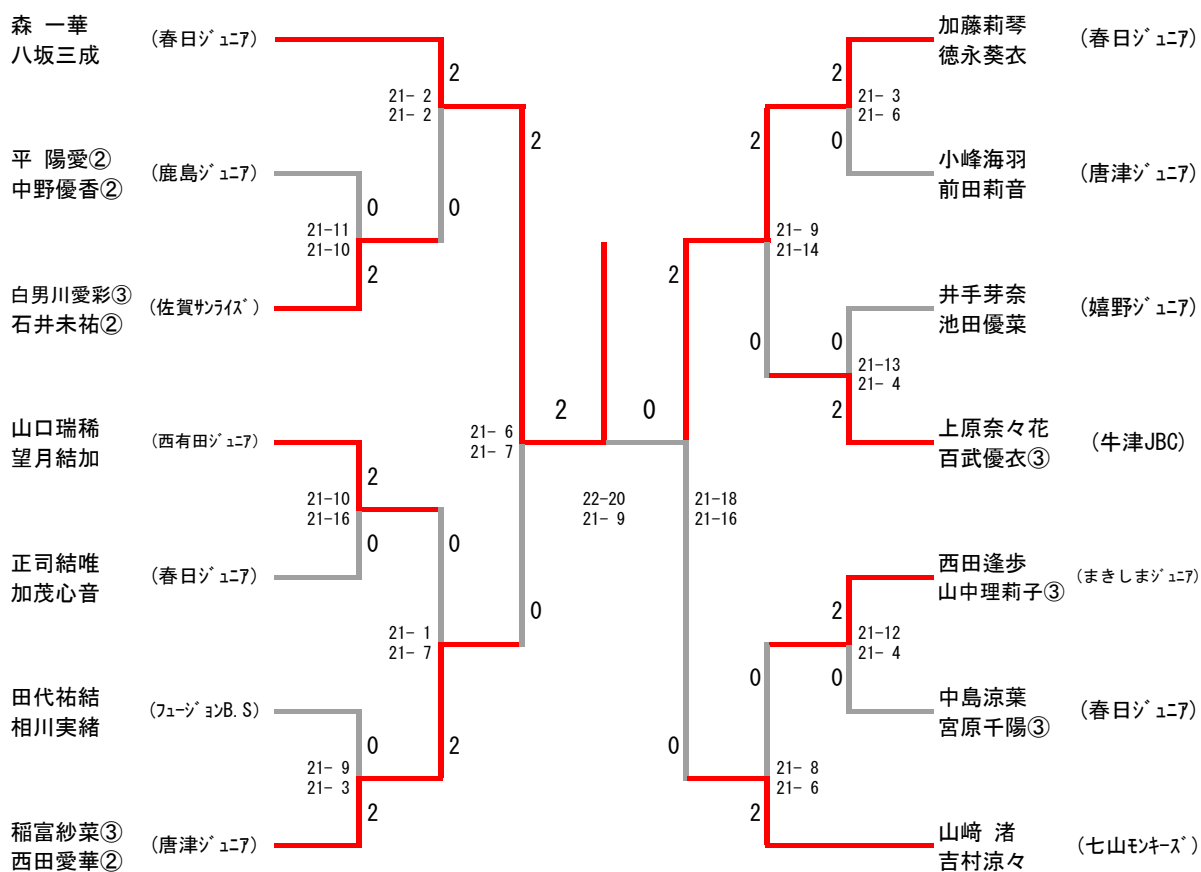 森 一華
八坂三成
(春日ｼﾞｭﾆｱ)
2
21- 2
21- 2
平 陽愛②
中野優香②
(鹿島ｼﾞｭﾆｱ)
0
0
21-11
21-10
2
白男川愛彩③
石井未祐②
(佐賀ｻﾝﾗｲｽﾞ)
2
山口瑞稀
望月結加
(西有田ｼﾞｭﾆｱ)
2
21-10
21-16
0
0
正司結唯
加茂心音
(春日ｼﾞｭﾆｱ)
21- 6
21- 7
0
21- 1
21- 7
田代祐結
相川実緒
(ﾌｭｰｼﾞｮﾝB.S)
0
2
21- 9
21- 3
2
稲富紗菜③
西田愛華②
(唐津ｼﾞｭﾆｱ)
2
0
22-20
21- 9
加藤莉琴
徳永葵衣
(春日ｼﾞｭﾆｱ)
2
21- 3
21- 6
2
0
小峰海羽
前田莉音
(唐津ｼﾞｭﾆｱ)
21- 9
21-14
2
井手芽奈
池田優菜
(嬉野ｼﾞｭﾆｱ)
0
0
21-13
21- 4
2
上原奈々花
百武優衣③
(牛津JBC)
21-18
21-16
西田逢歩
山中理莉子③
(まきしまｼﾞｭﾆｱ)
2
21-12
21- 4
0
0
中島涼葉
宮原千陽③
(春日ｼﾞｭﾆｱ)
0
21- 8
21- 6
2
山﨑 渚
吉村涼々
(七山ﾓﾝｷｰｽﾞ)